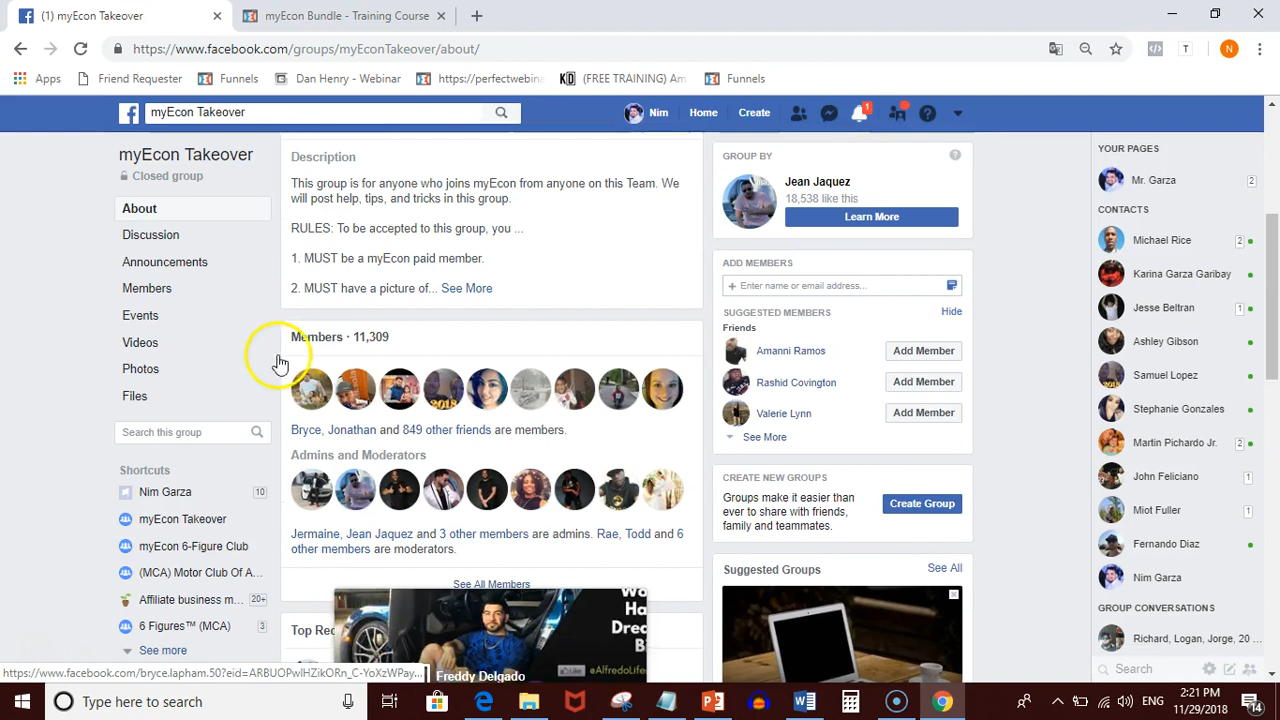 (1) myEcon Takeover
myEcon Bundle - Training Course
https://www.facebook.com/groups/myEconTakeover/about/
T
N
Apps
Friend Requester
Funnels
Dan Henry - Webinar
https://perfectwebina
(FREE TRAINING) Am
Funnels
myEcon Takeover
Nim
Home
Create
1
myEcon Takeover
Closed group
About
Discussion
Announcements
Members
Events
Videos
Photos
Files
Search this group
Shortcuts
Nim Garza 10
myEcon Takeover
myEcon 6-Figure Club
(MCA) Motor Club Of A...
Affiliate business m... 20+
6 Figures™ (MCA) 3
See more
Description
This group is for anyone who joins myEcon from anyone on this Team. We
will post help, tips, and tricks in this group.
RULES: To be accepted to this group, you ...
1. MUST be a myEcon paid member.
2. MUST have a picture of... See More
Members · 11,309
2018
Bryce, Jonathan and 849 other friends are members.
Admins and Moderators
Jermaine, Jean Jaquez and 3 other members are admins. Rae, Todd and 6
other members are moderators.
See All Members
Top Rec
Freddy Delgado
Like
@AlfredoLifes
GROUP BY
Jean Jaquez
18,538 like this
Learn More
ADD MEMBERS
+ Enter name or email address...
SUGGESTED MEMBERS Hide
Friends
Amanni Ramos Add Member
Rashid Covington Add Member
Valerie Lynn Add Member
See More
CREATE NEW GROUPS
Groups make it easier than
ever to share with friends,
family and teammates.
Create Group
Suggested Groups See All
YOUR PAGES
Mr. Garza 2
CONTACTS
Michael Rice 2
Karina Garza Garibay
Jesse Beltran 1
Ashley Gibson
Samuel Lopez
Stephanie Gonzales
Martin Pichardo Jr. 2
John Feliciano 1
Miot Fuller 1
Fernando Diaz
Nim Garza
GROUP CONVERSATIONS
Richard, Logan, Jorge, 20 ...
Search
https://www.facebook.com/bryce.lapham.50?eid=ARBUOPwIHZikORn_C-YoXzWPay...
Type here to search
ENG
2:21 PM
11/29/2018
14